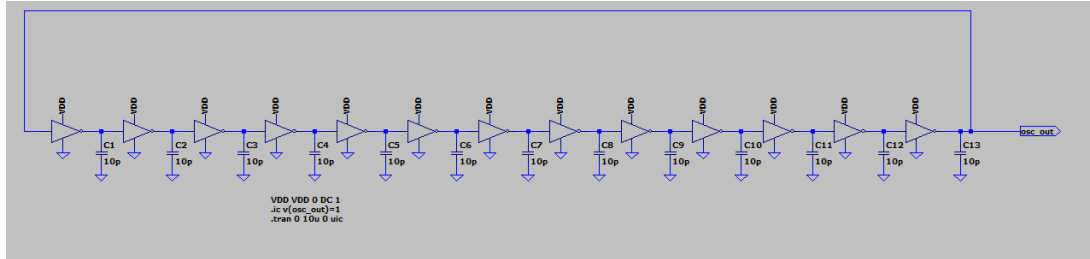 VDD VDD VDD VDD VDD VDD VDD VDD VDD VDD VDD VDD VDD
osc_out
C1 C2 C3 C4 C5 C6 C7 C8 C9 C10 C11 C12 C13
10p 10p 10p 10p 10p 10p 10p 10p 10p 10p 10p 10p 10p
VDD VDD 0 DC 1
.ic v(osc_out)=1
.tran 0 10u 0 uic